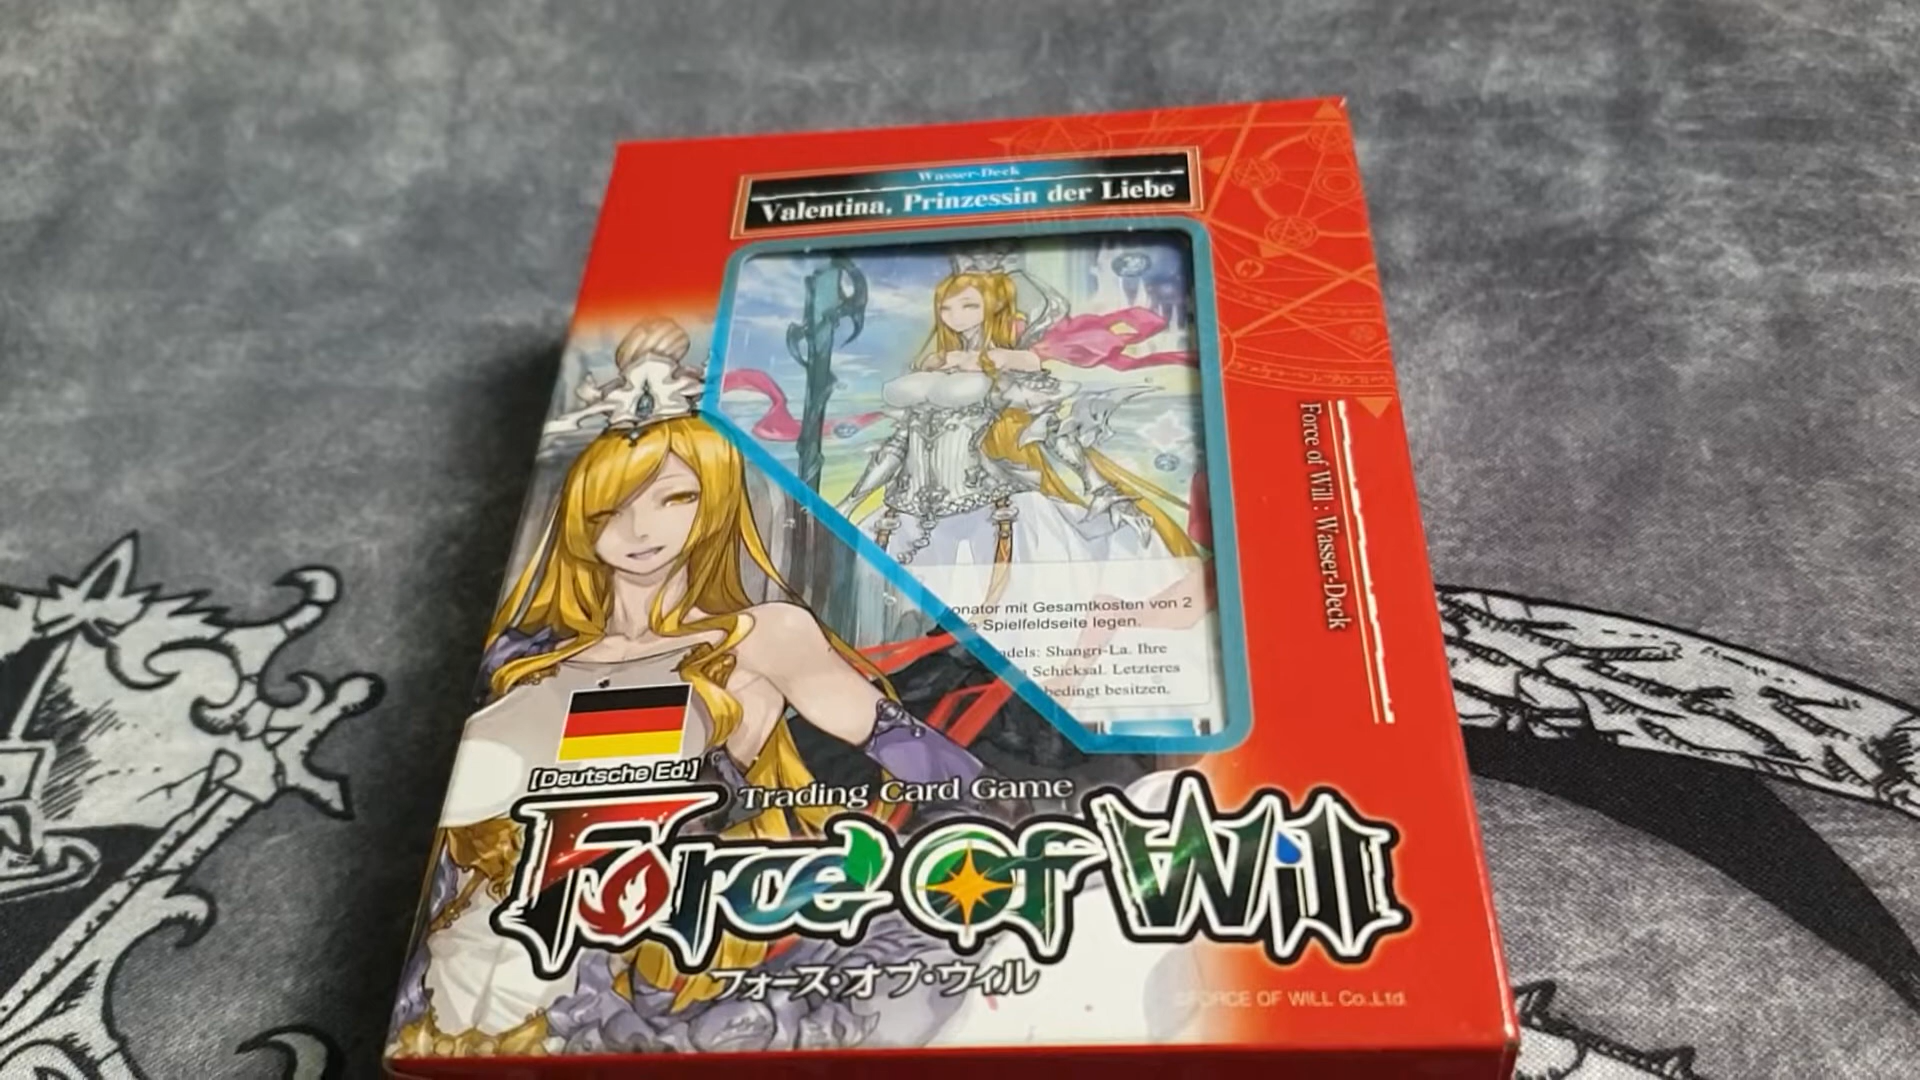 Wasser-Deck
Valentina, Prinzessin der Liebe
Force of Will : Wasser-Deck
onator mit Gesamtkosten von 2
e Spielfeldseite legen.
adels: Shangri-La. Ihre
Schicksal. Letzteres
bedingt besitzen.
[Deutsche Ed.]
Trading Card Game
Force of Will
フォース・オブ・ウィル
©FORCE OF WILL Co.,Ltd.